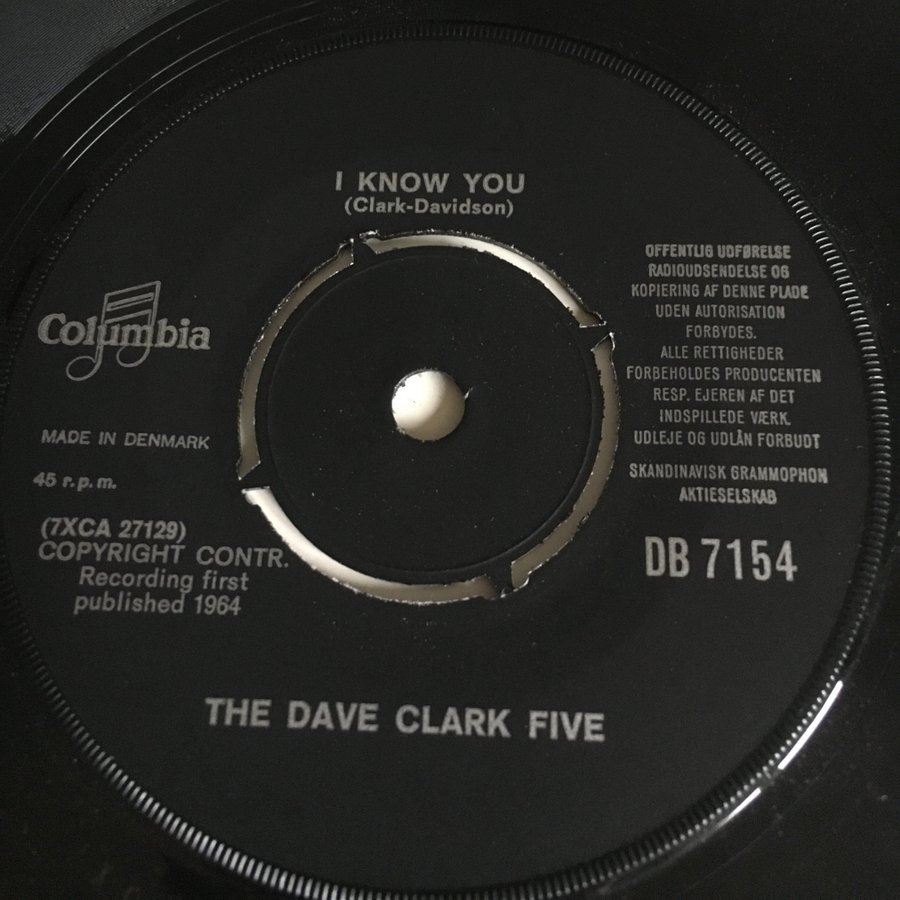 I KNOW YOU
(Clark-Davidson)
Columbia
MADE IN DENMARK
45 r.p.m.
(7XCA 27129)
COPYRIGHT CONTR.
Recording first
published 1964
OFFENTLIG UDFØRELSE
RADIOUDSENDELSE OG
KOPIERING AF DENNE PLADE
UDEN AUTORISATION
FORBYDES.
ALLE RETTIGHEDER
FORBEHOLDES PRODUCENTEN
RESP. EJEREN AF DET
INDSPILLEDE VÆRK.
UDLEJE OG UDLÅN FORBUDT
SKANDINAVISK GRAMMOPHON
AKTIESELSKAB
DB 7154
THE DAVE CLARK FIVE